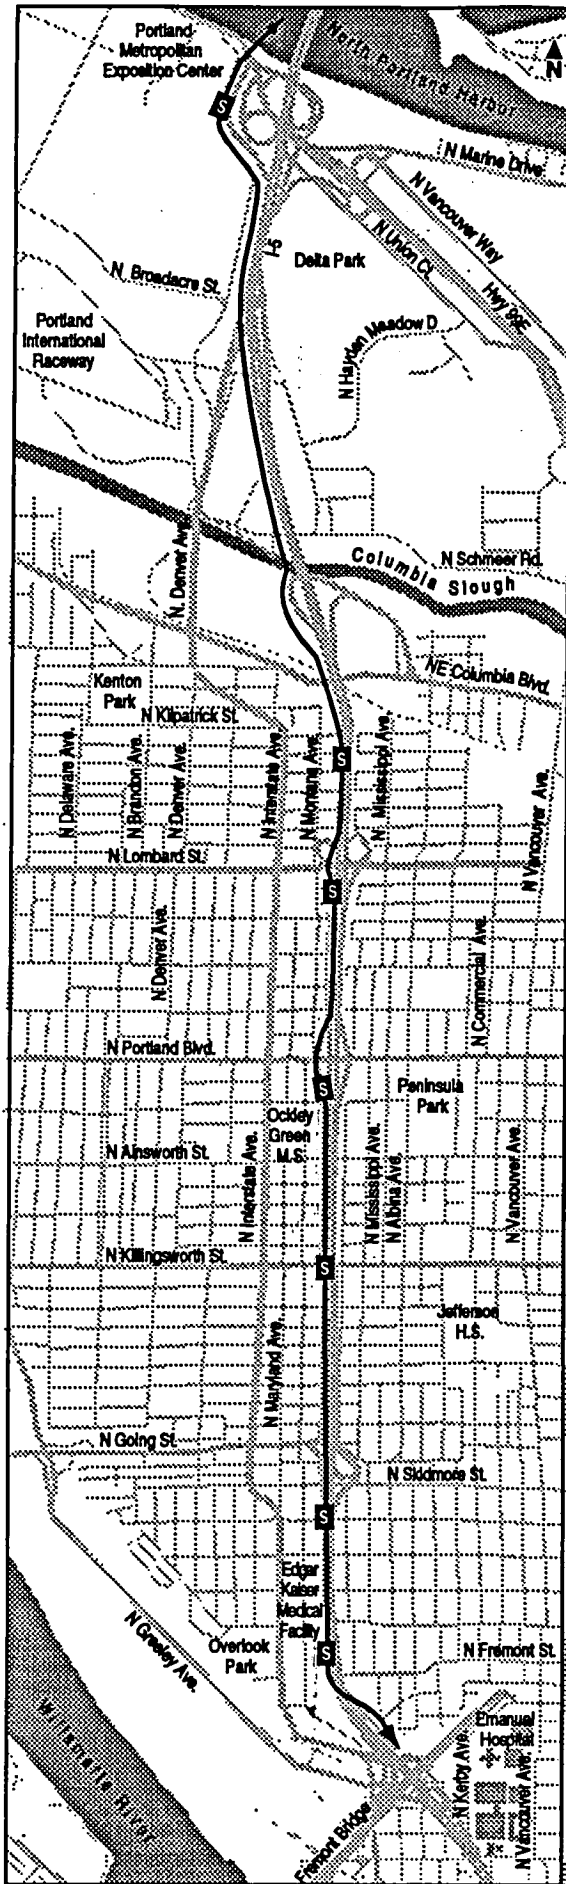 Portland
Metropolitan
Exposition Center
North Portland Harbor
N
S
N Marine Drive
N Vancouver Way
N Union Ct.
Hwy 99E
I-5
Delta Park
N. Broadacre St.
Portland
International
Raceway
N Hayden Meadow D.
N. Denver Ave.
N Schmeer Rd.
Columbia Slough
NE Columbia Blvd.
Kenton
Park
N Kilpatrick St.
N Delaware Ave.
N Brandon Ave.
N Denver Ave.
N Interstate Ave
N Montana Ave.
S
N. Mississippi Ave.
N Vancouver Ave.
N Lombard St.
S
N Denver Ave.
N Commercial Ave.
N Portland Blvd.
S
Peninsula
Park
Ockley
Green
M.S.
N Ainsworth St.
N Interstate Ave.
N Mississippi Ave.
N Albina Ave.
N Vancouver Ave.
N Killingsworth St.
S
Jefferson
H.S.
N Maryland Ave.
N Going St.
N Skidmore St.
S
Edgar
Kaiser
Medical
Facility
Overlook
Park
S
N Fremont St.
N Greeley Ave.
Willamette River
Emanual
Hospital
N Kerby Ave.
N Vancouver Ave.
Fremont Bridge